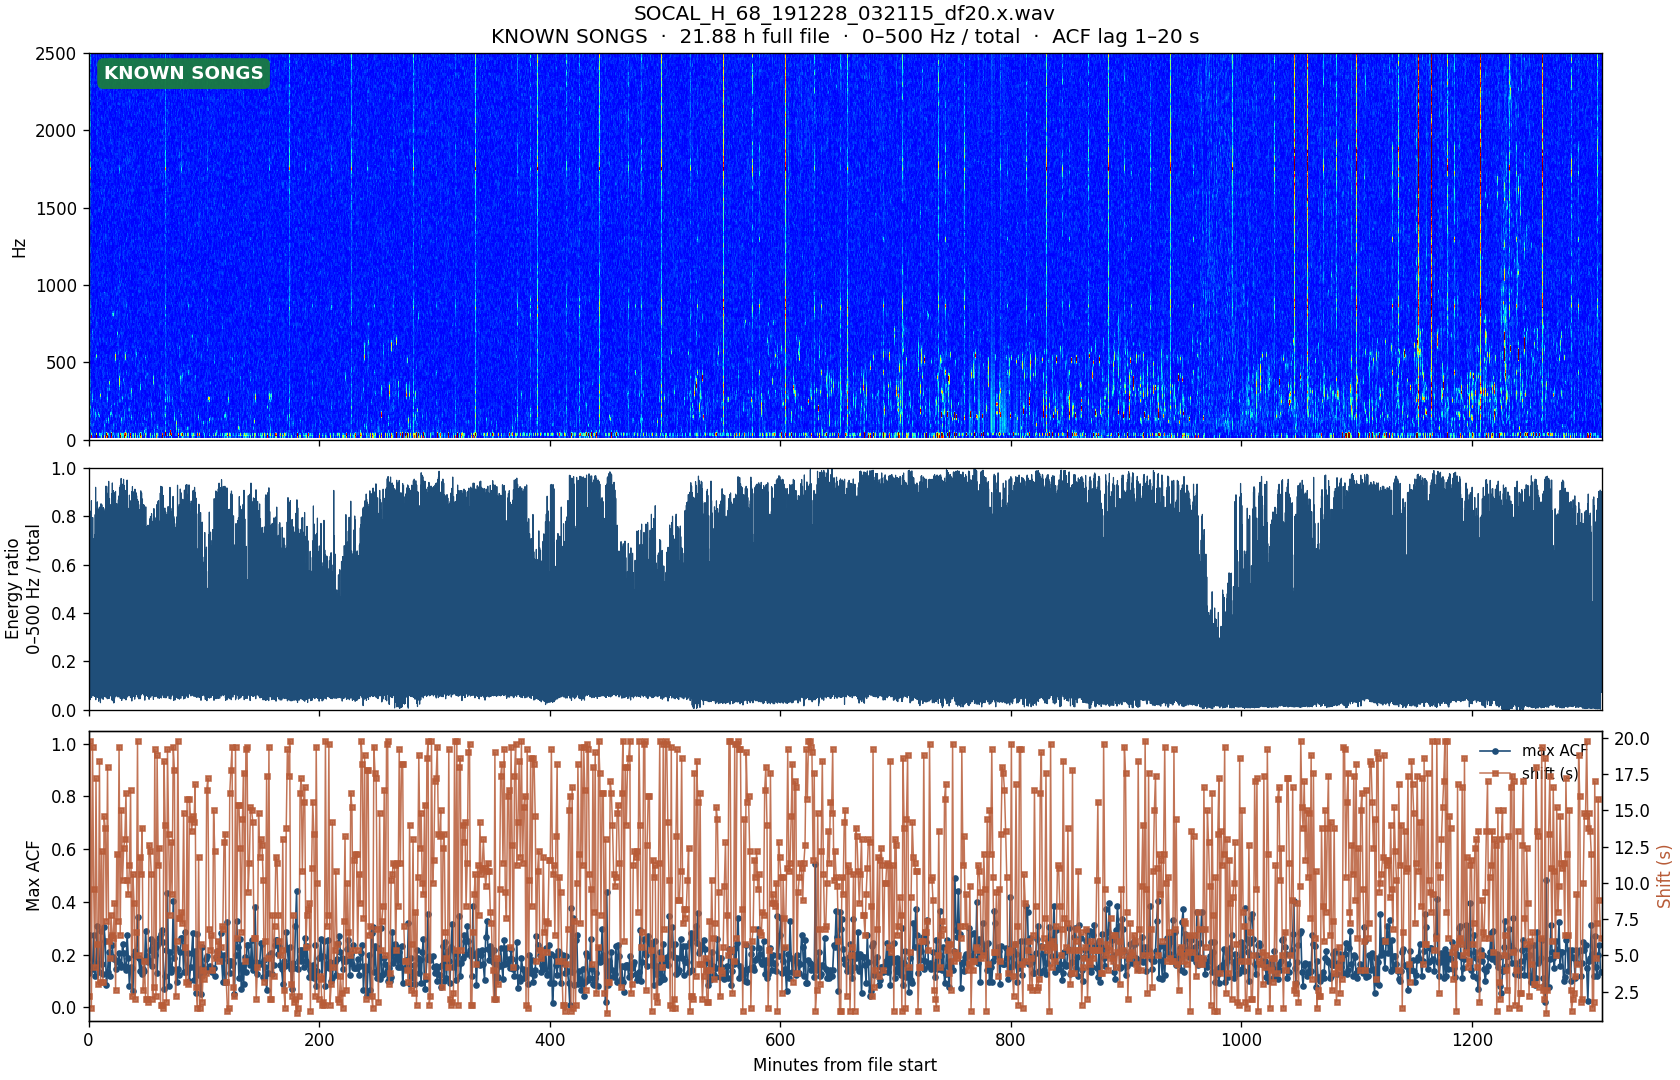 SOCAL_H_68_191228_032115_df20.x.wav
KNOWN SONGS · 21.88 h full file · 0–500 Hz / total · ACF lag 1–20 s
KNOWN SONGS
Hz
2500
2000
1500
1000
500
0
Energy ratio
0–500 Hz / total
1.0
0.8
0.6
0.4
0.2
0.0
Max ACF
1.0
0.8
0.6
0.4
0.2
0.0
max ACF
shift (s)
20.0
17.5
15.0
12.5
10.0
7.5
5.0
2.5
Shift (s)
0 200 400 600 800 1000 1200
Minutes from file start